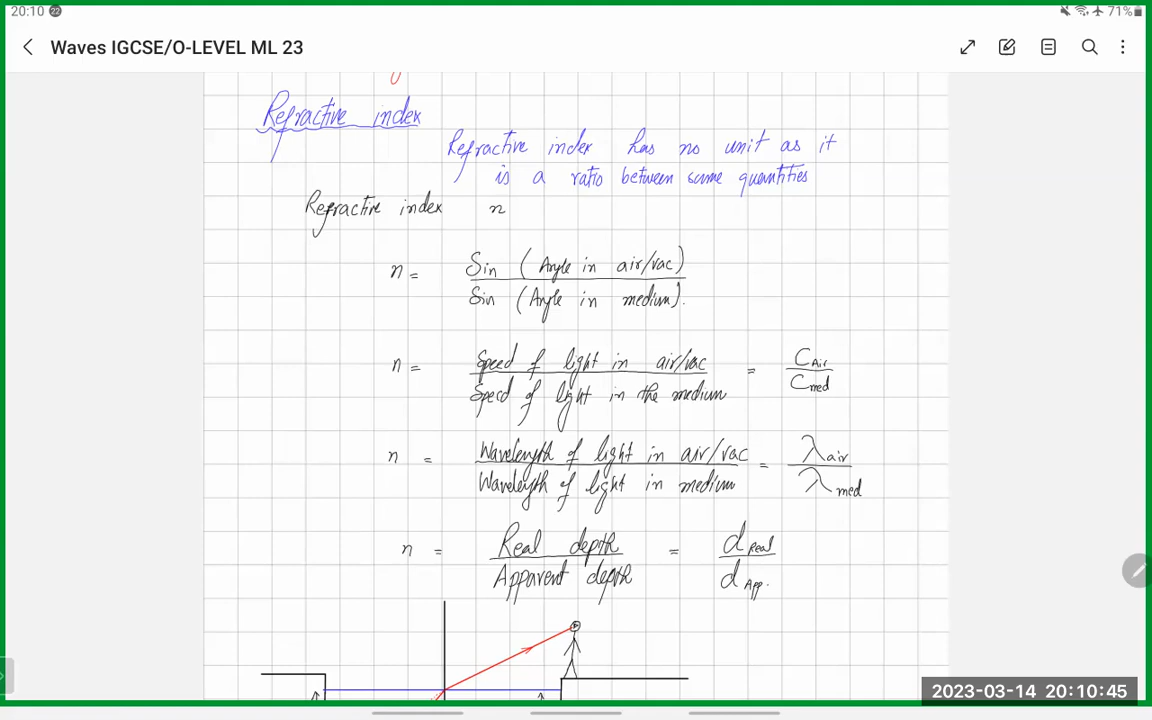 20:10 22 71%
Waves IGCSE/O-LEVEL ML 23
Refractive index
Refractive index has no unit as it
is a ratio between same quantities
Refractive index n
n = Sin (Angle in air/vac)
Sin (Angle in medium).
n = Speed of light in air/vac = C Air
Speed of light in the medium C med
n = Wavelength of light in air/vac = λ air
Wavelength of light in medium λ med
n = Real depth = d Real
Apparent depth d App.
2023-03-14 20:10:45